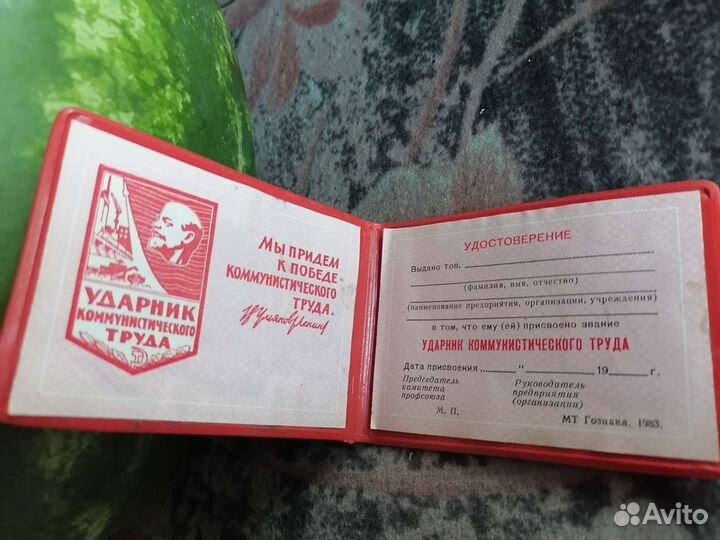 УДАРНИК
КОММУНИСТИЧЕСКОГО
ТРУДА
МЫ ПРИДЕМ
К ПОБЕДЕ
КОММУНИСТИЧЕСКОГО
ТРУДА.
В Ульянов (Ленин)
УДОСТОВЕРЕНИЕ
Выдано тов.
(фамилия, имя, отчество)
(наименование предприятия, организации, учреждения)
в том, что ему (ей) присвоено звание
УДАРНИК КОММУНИСТИЧЕСКОГО ТРУДА
Дата присвоения „ “ 19 г.
Председатель
комитета
профсоюза
Руководитель
предприятия
(организации)
М. П.
МТ Гознака. 1983.
Avito